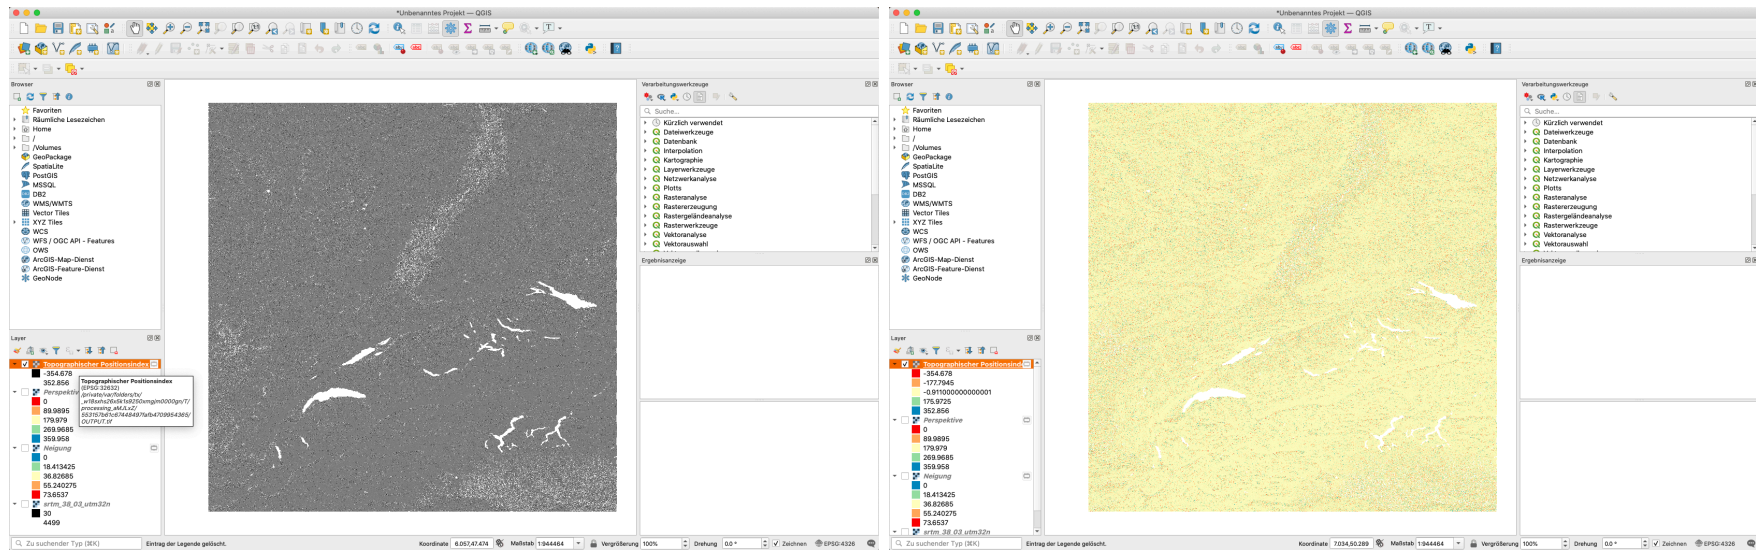 *Unbenanntes Projekt — QGIS
Browser
Favoriten
Räumliche Lesezeichen
Home
/
/Volumes
GeoPackage
SpatiaLite
PostGIS
MSSQL
DB2
WMS/WMTS
Vector Tiles
XYZ Tiles
WCS
WFS / OGC API - Features
OWS
ArcGIS-Map-Dienst
ArcGIS-Feature-Dienst
GeoNode
Layer
Topographischer Positionsindex
-354.678
352.856
Perspektive
0
89.9895
179.979
269.9685
359.958
Neigung
0
18.413425
36.82685
55.240275
73.6537
srtm_38_03_utm32n
30
4499
Topographischer Positionsindex
(EPSG:32632)
/private/var/folders/tx/
OUTPUT.tif
Verarbeitungswerkzeuge
Suche...
Kürzlich verwendet
Dateiwerkzeuge
Datenbank
Interpolation
Kartographie
Layerwerkzeuge
Netzwerkanalyse
Plotts
Rasteranalyse
Rastererzeugung
Rastergeländeanalyse
Rasterwerkzeuge
Vektoranalyse
Vektorauswahl
Ergebnisanzeige
Zu suchender Typ (⌘K)
Eintrag der Legende gelöscht.
Koordinate 6.057,47.474
Maßstab 1:944464
Vergrößerung 100%
Drehung 0.0 °
Zeichnen
EPSG:4326
*Unbenanntes Projekt — QGIS
Browser
Favoriten
Räumliche Lesezeichen
Home
/
/Volumes
GeoPackage
SpatiaLite
PostGIS
MSSQL
DB2
WMS/WMTS
Vector Tiles
XYZ Tiles
WCS
WFS / OGC API - Features
OWS
ArcGIS-Map-Dienst
ArcGIS-Feature-Dienst
GeoNode
Layer
Topographischer Positionsindex
-354.678
-177.7945
-0.911000000000001
175.9725
352.856
Perspektive
0
89.9895
179.979
269.9685
359.958
Neigung
0
18.413425
36.82685
55.240275
73.6537
srtm_38_03_utm32n
Verarbeitungswerkzeuge
Suche...
Kürzlich verwendet
Dateiwerkzeuge
Datenbank
Interpolation
Kartographie
Layerwerkzeuge
Netzwerkanalyse
Plotts
Rasteranalyse
Rastererzeugung
Rastergeländeanalyse
Rasterwerkzeuge
Vektoranalyse
Vektorauswahl
Ergebnisanzeige
Zu suchender Typ (⌘K)
Eintrag der Legende gelöscht.
Koordinate 7.034,50.289
Maßstab 1:944464
Vergrößerung 100%
Drehung 0.0 °
Zeichnen
EPSG:4326